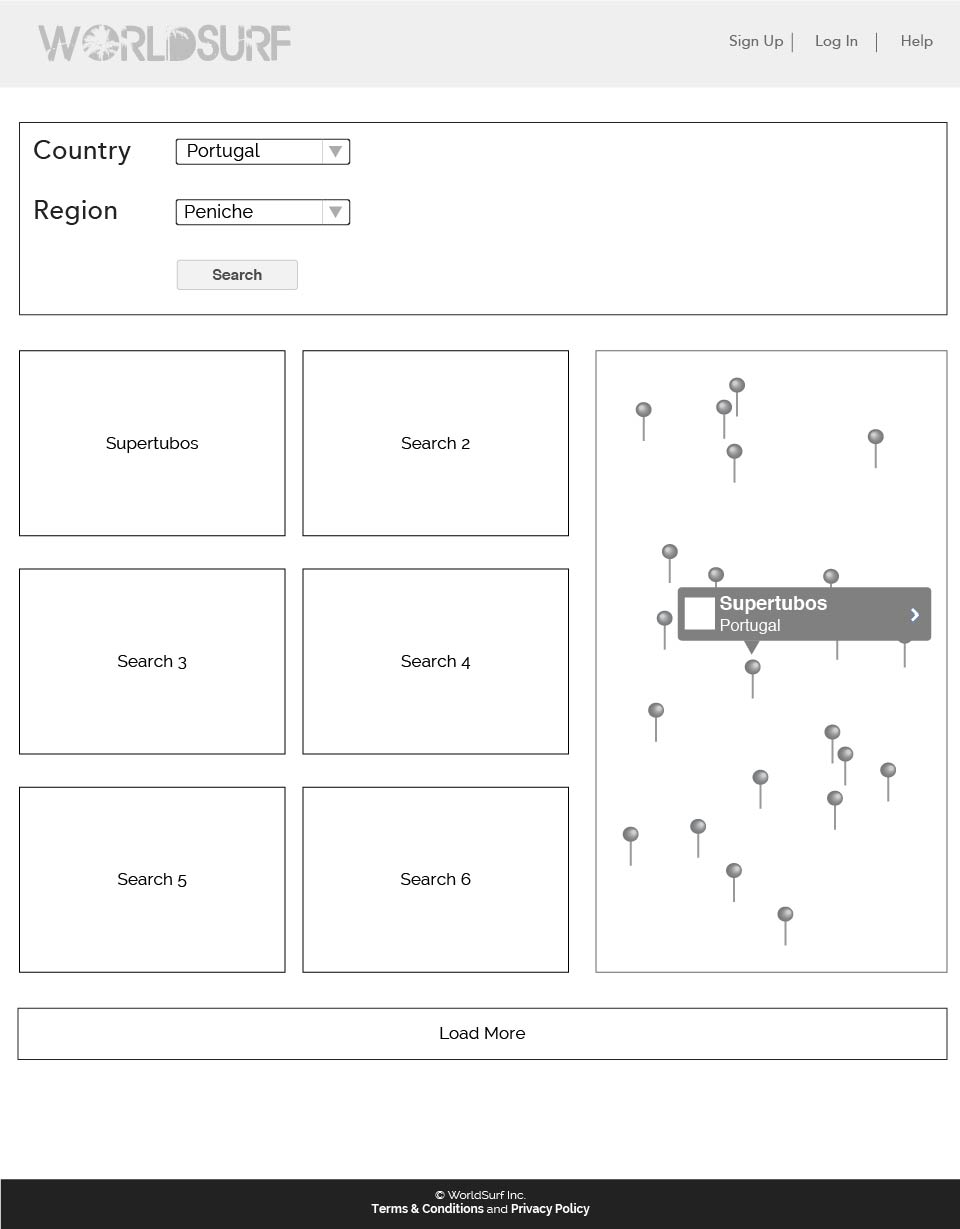 WORLDSURF
Sign Up | Log In | Help
Country
Portugal
Region
Peniche
Search
Supertubos
Search 2
Search 3
Search 4
Search 5
Search 6
Supertubos
Portugal
Load More
© WorldSurf Inc.
Terms & Conditions and Privacy Policy